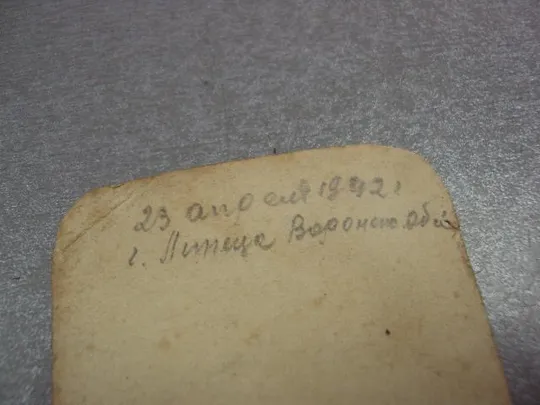 23 апреля 1942 г.
г. Липецк Воронеж. обл.